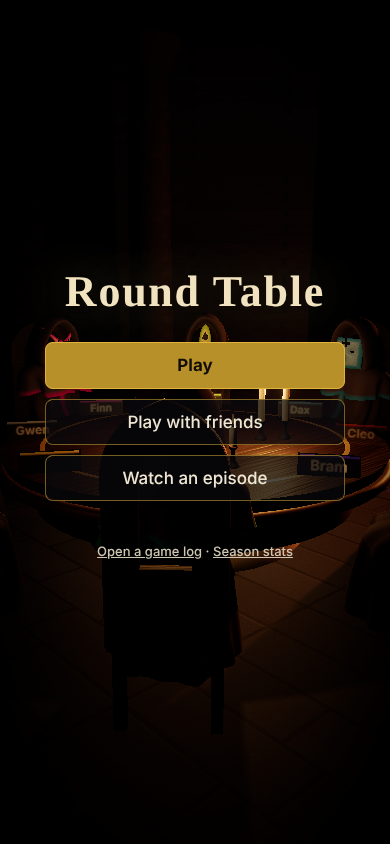 Round Table
Play
Finn
Dax
Play with friends
Gwen
Cleo
Bram
Watch an episode
Open a game log · Season stats